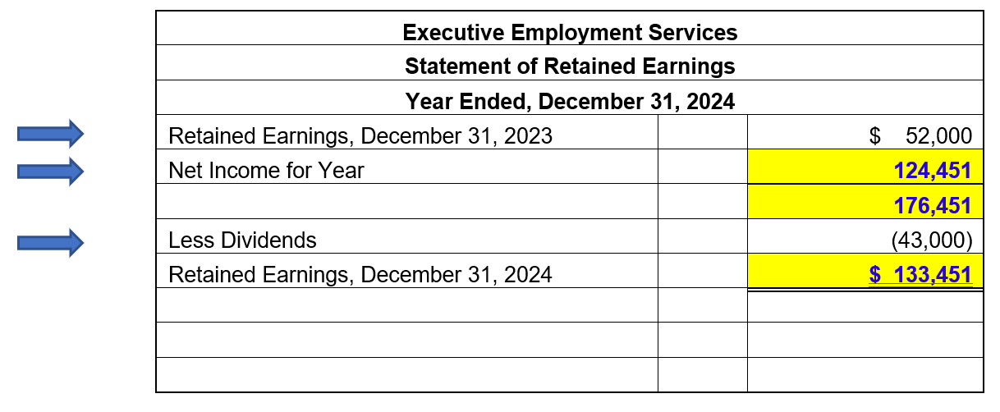 Executive Employment Services
Statement of Retained Earnings
Year Ended, December 31, 2024
Retained Earnings, December 31, 2023 $ 52,000
Net Income for Year 124,451
176,451
Less Dividends (43,000)
Retained Earnings, December 31, 2024 $ 133,451